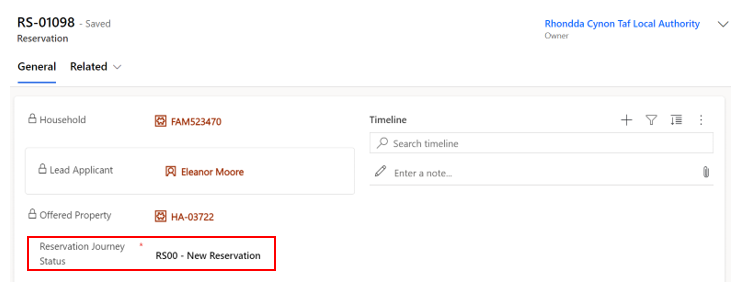 RS-01098 - Saved
Reservation
Rhondda Cynon Taf Local Authority
Owner
General Related
Household FAM523470
Lead Applicant Eleanor Moore
Offered Property HA-03722
Reservation Journey Status * RS00 - New Reservation
Timeline
Search timeline
Enter a note...